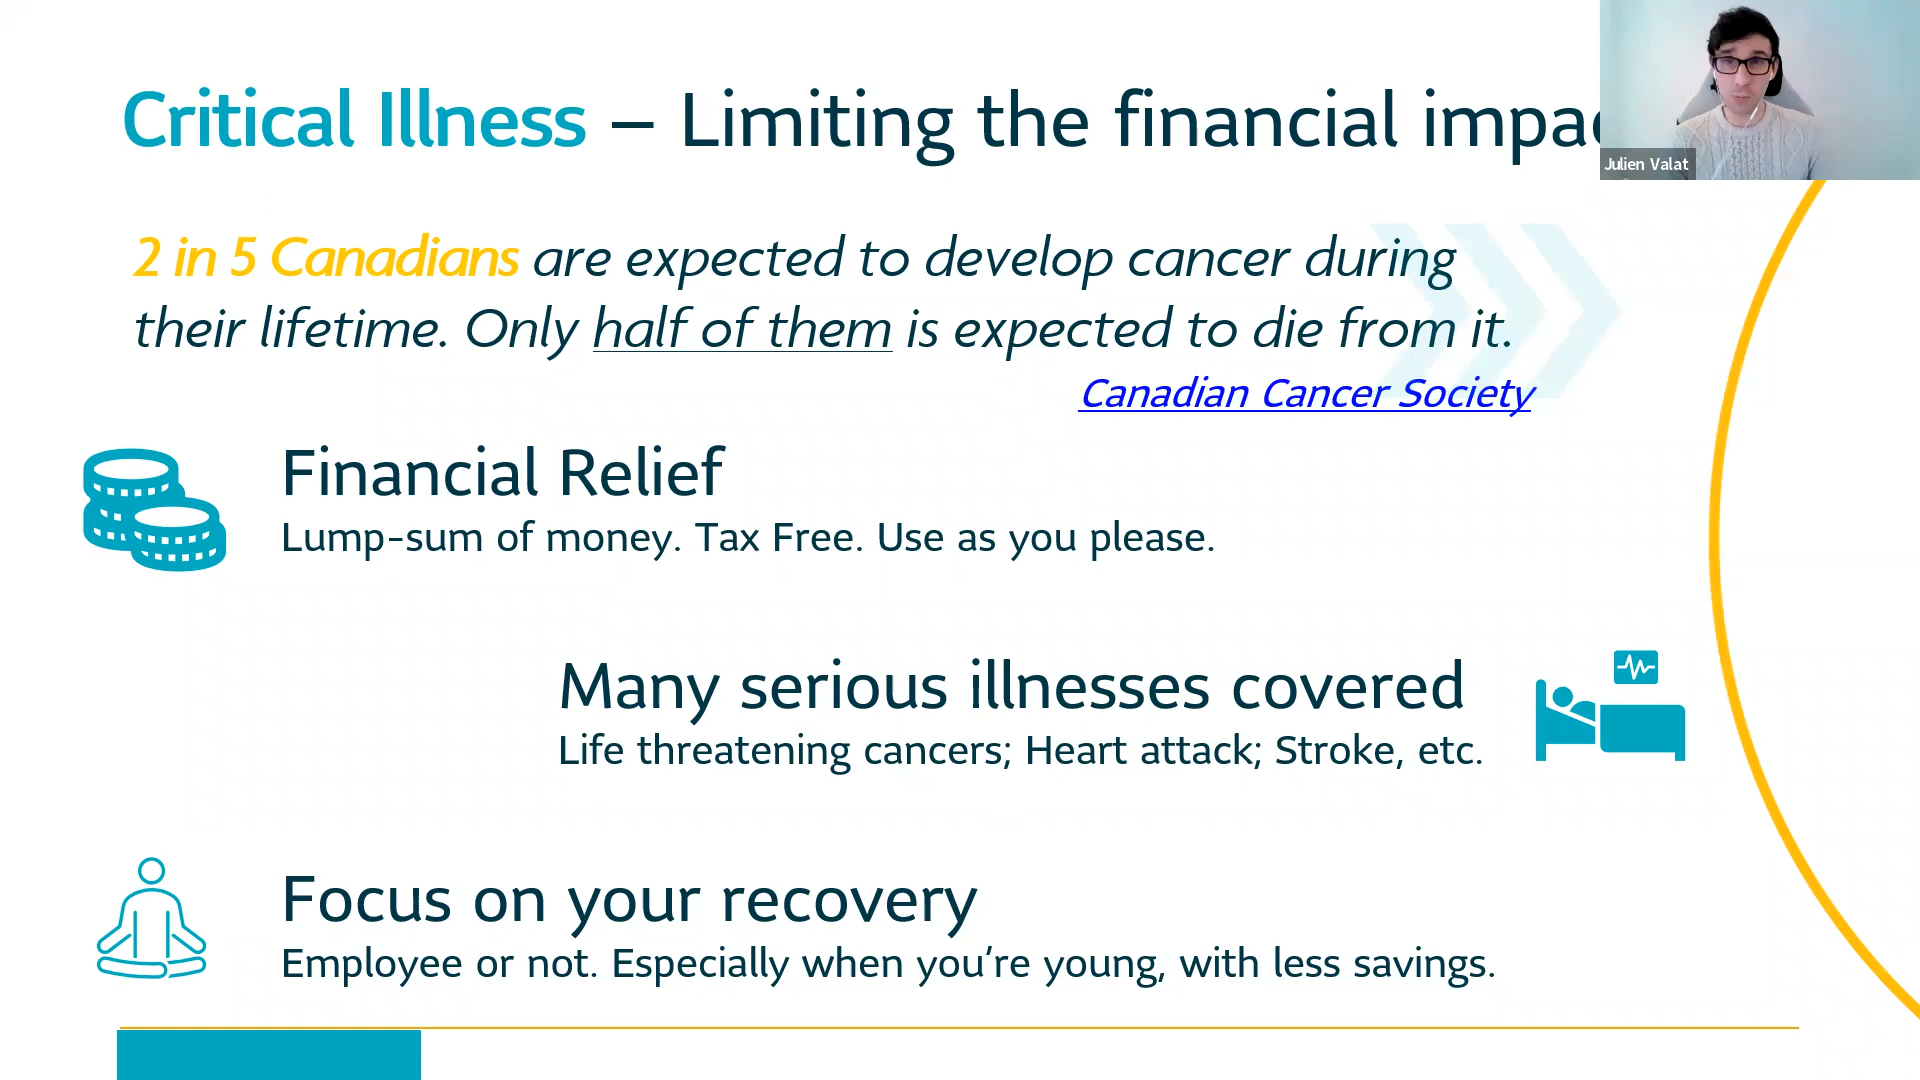 Critical Illness – Limiting the financial
Julien Valat
2 in 5 Canadians are expected to develop cancer during
their lifetime. Only half of them is expected to die from it.
Canadian Cancer Society
Financial Relief
Lump-sum of money. Tax Free. Use as you please.
Many serious illnesses covered
Life threatening cancers; Heart attack; Stroke, etc.
Focus on your recovery
Employee or not. Especially when you’re young, with less savings.